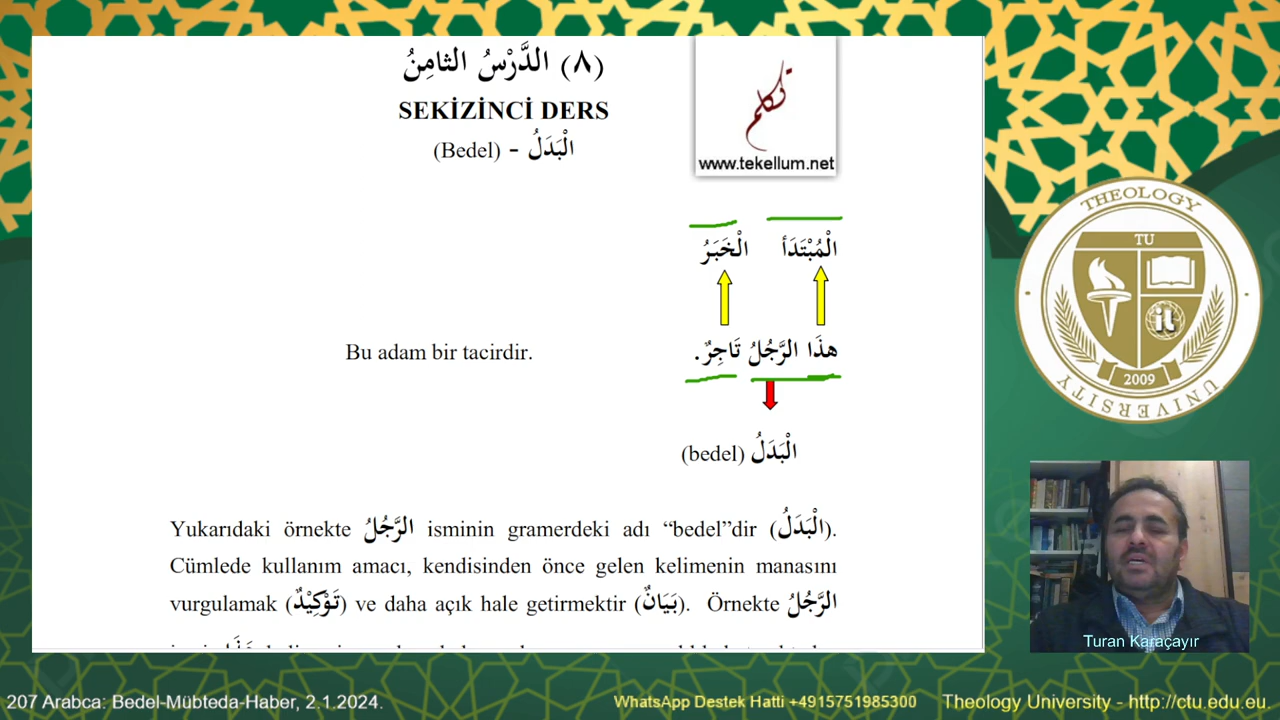 (٨) الدَّرْسُ الثامِنُ
SEKİZİNCİ DERS
(Bedel) - الْبَدَلُ
www.tekellum.net
الْمُبْتَدَأ الْخَبَرُ
هذَا الرَّجُلُ تَاجِرٌ .
Bu adam bir tacirdir.
الْبَدَلُ (bedel)
Yukarıdaki örnekte الرَّجُلُ isminin gramerdeki adı “bedel”dir (الْبَدَلُ).
Cümlede kullanım amacı, kendisinden önce gelen kelimenin manasını
vurgulamak (تَوْكِيْدٌ) ve daha açık hale getirmektir (بَيَانٌ). Örnekte الرَّجُلُ
THEOLOGY
TU
2009
UNIVERSITY
Turan Karaçayır
207 Arabca: Bedel-Mübteda-Haber, 2.1.2024.
WhatsApp Destek Hatti +4915751985300
Theology University - http://ctu.edu.eu.